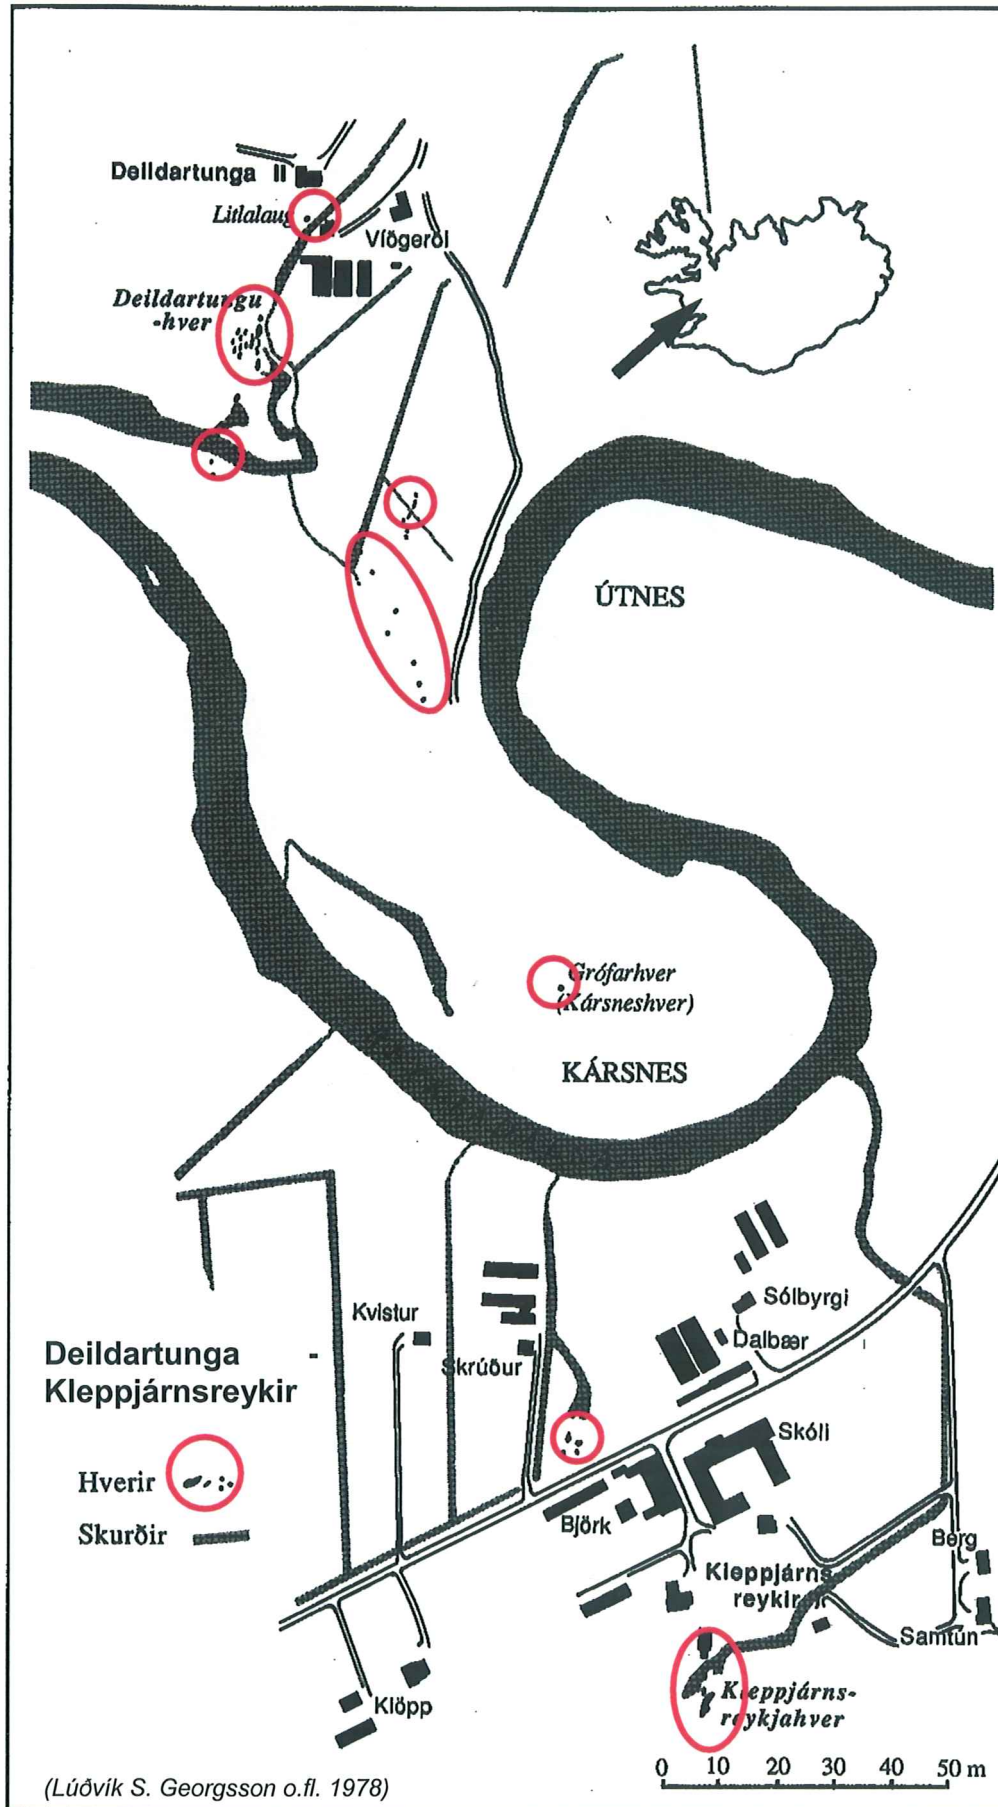 Deildartunga II
Litlalaug
Víðgerði
Deildartungu
-hver
ÚTNES
Grófarhver
(Kársneshver)
KÁRSNES
Sólbyrgi
Kvistur
Dalbær
Skrúður
Deildartunga -
Kleppjárnsreykir
Skóli
Hverir
Björk
Skurðir
Berg
Kleppjárns-
reykir II
Samtún
Kleppjárns-
reykjahver
Klöpp
0 10 20 30 40 50 m
(Lúðvík S. Georgsson o.fl. 1978)